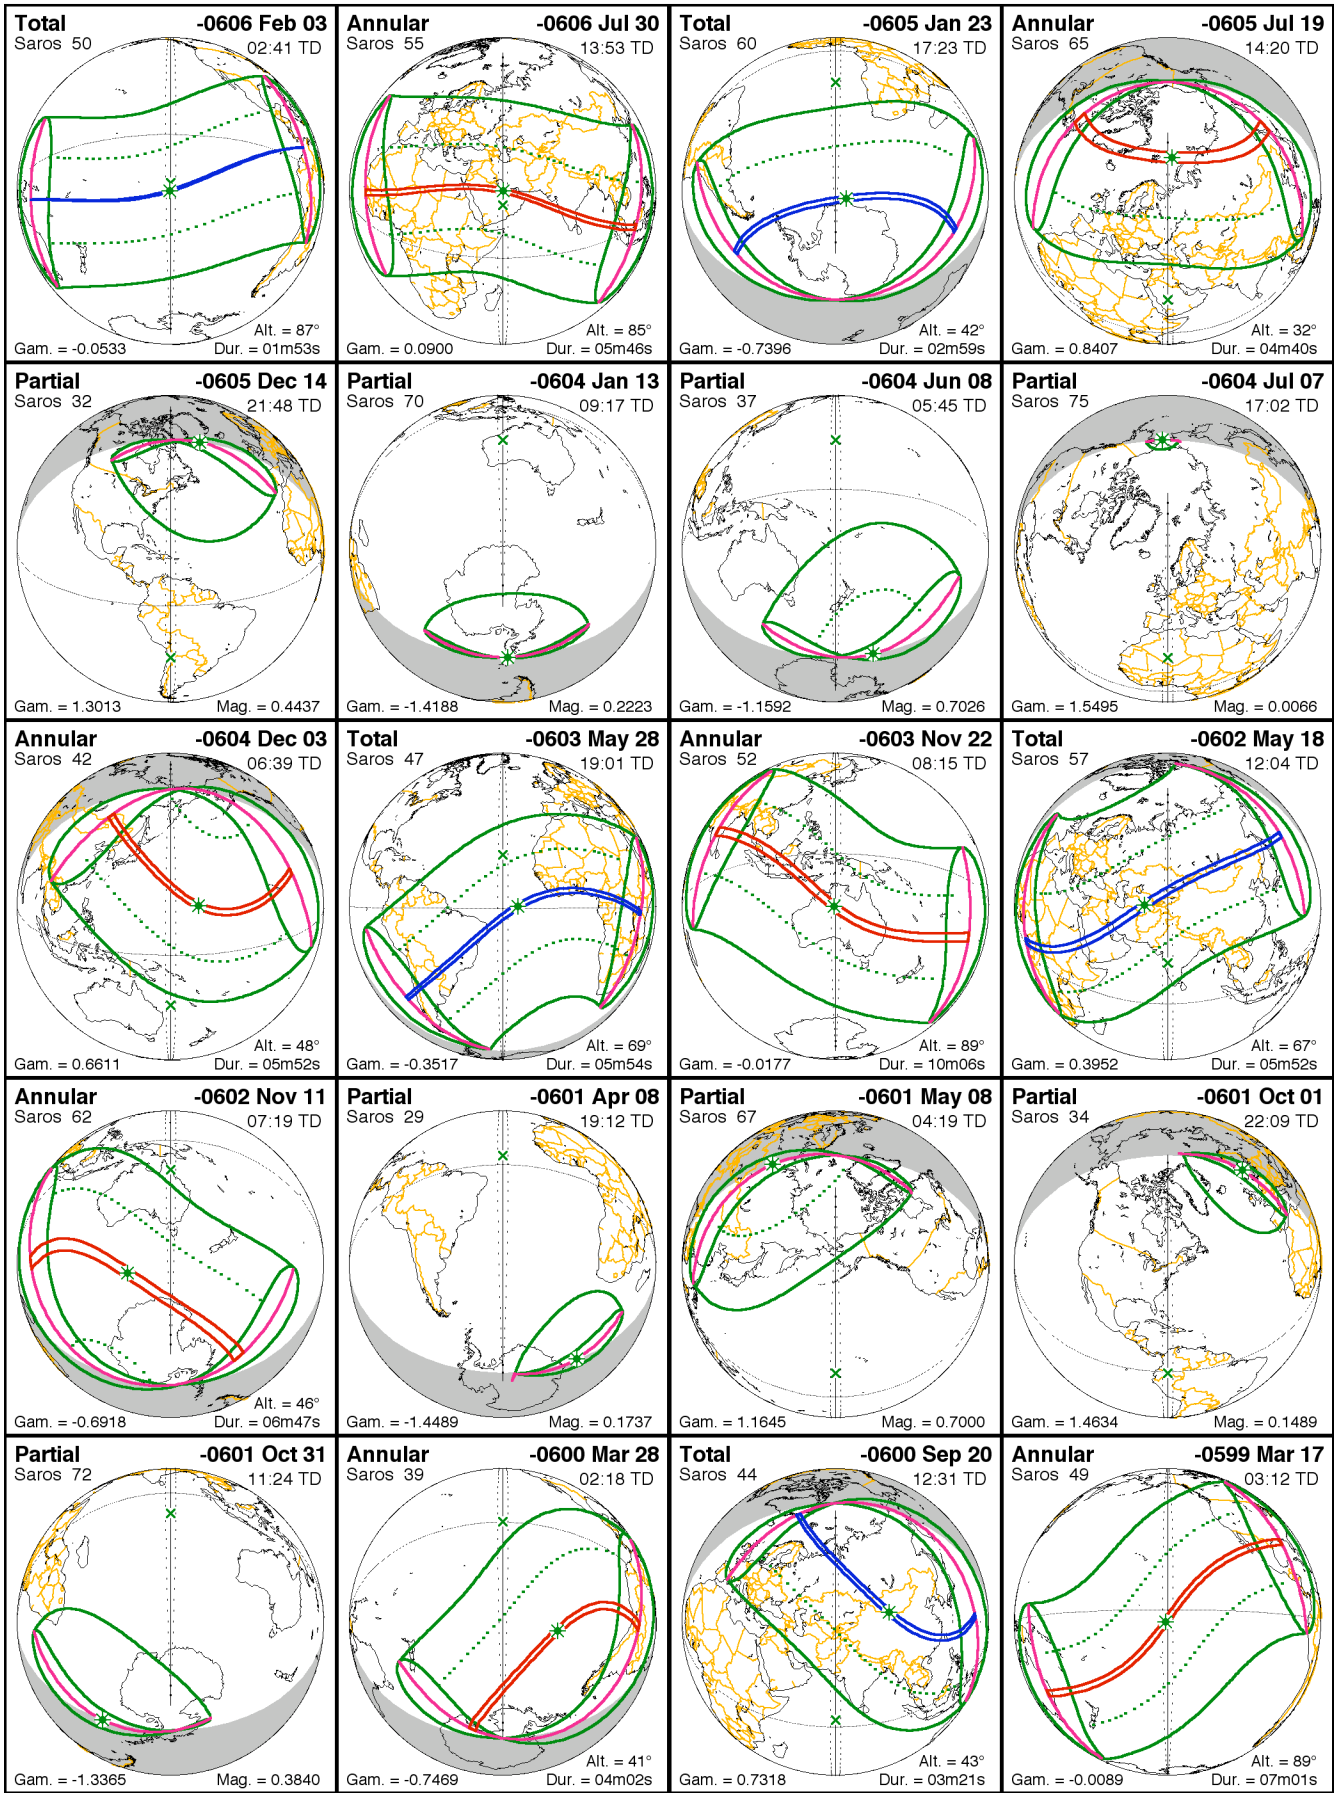 Total -0606 Feb 03
Saros 50 02:41 TD
Alt. = 87°
Gam. = -0.0533 Dur. = 01m53s
Annular -0606 Jul 30
Saros 55 13:53 TD
Alt. = 85°
Gam. = 0.0900 Dur. = 05m46s
Total -0605 Jan 23
Saros 60 17:23 TD
Alt. = 42°
Gam. = -0.7396 Dur. = 02m59s
Annular -0605 Jul 19
Saros 65 14:20 TD
Alt. = 32°
Gam. = 0.8407 Dur. = 04m40s
Partial -0605 Dec 14
Saros 32 21:48 TD
Gam. = 1.3013 Mag. = 0.4437
Partial -0604 Jan 13
Saros 70 09:17 TD
Gam. = -1.4188 Mag. = 0.2223
Partial -0604 Jun 08
Saros 37 05:45 TD
Gam. = -1.1592 Mag. = 0.7026
Partial -0604 Jul 07
Saros 75 17:02 TD
Gam. = 1.5495 Mag. = 0.0066
Annular -0604 Dec 03
Saros 42 06:39 TD
Alt. = 48°
Gam. = 0.6611 Dur. = 05m52s
Total -0603 May 28
Saros 47 19:01 TD
Alt. = 69°
Gam. = -0.3517 Dur. = 05m54s
Annular -0603 Nov 22
Saros 52 08:15 TD
Alt. = 89°
Gam. = -0.0177 Dur. = 10m06s
Total -0602 May 18
Saros 57 12:04 TD
Alt. = 67°
Gam. = 0.3952 Dur. = 05m52s
Annular -0602 Nov 11
Saros 62 07:19 TD
Alt. = 46°
Gam. = -0.6918 Dur. = 06m47s
Partial -0601 Apr 08
Saros 29 19:12 TD
Gam. = -1.4489 Mag. = 0.1737
Partial -0601 May 08
Saros 67 04:19 TD
Gam. = 1.1645 Mag. = 0.7000
Partial -0601 Oct 01
Saros 34 22:09 TD
Gam. = 1.4634 Mag. = 0.1489
Partial -0601 Oct 31
Saros 72 11:24 TD
Gam. = -1.3365 Mag. = 0.3840
Annular -0600 Mar 28
Saros 39 02:18 TD
Alt. = 41°
Gam. = -0.7469 Dur. = 04m02s
Total -0600 Sep 20
Saros 44 12:31 TD
Alt. = 43°
Gam. = 0.7318 Dur. = 03m21s
Annular -0599 Mar 17
Saros 49 03:12 TD
Alt. = 89°
Gam. = -0.0089 Dur. = 07m01s